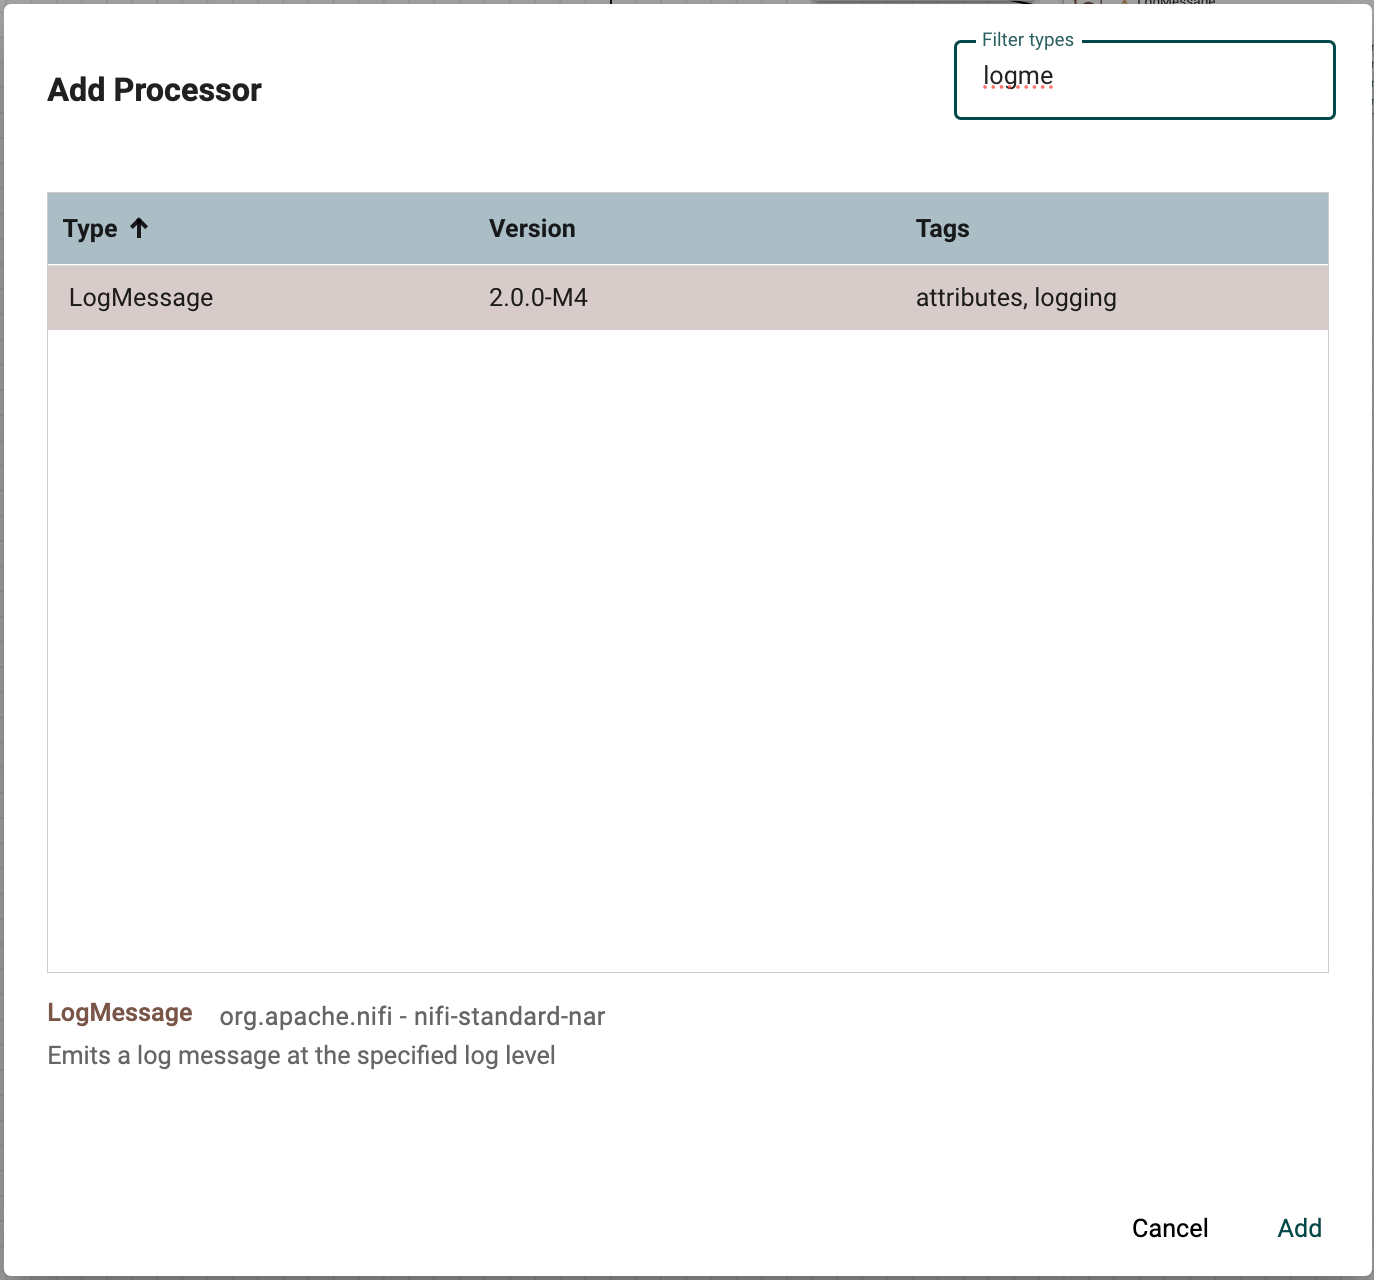 LogMessage
Filter types
logme
Add Processor
Type Version Tags
LogMessage 2.0.0-M4 attributes, logging
LogMessage org.apache.nifi - nifi-standard-nar
Emits a log message at the specified log level
Cancel Add